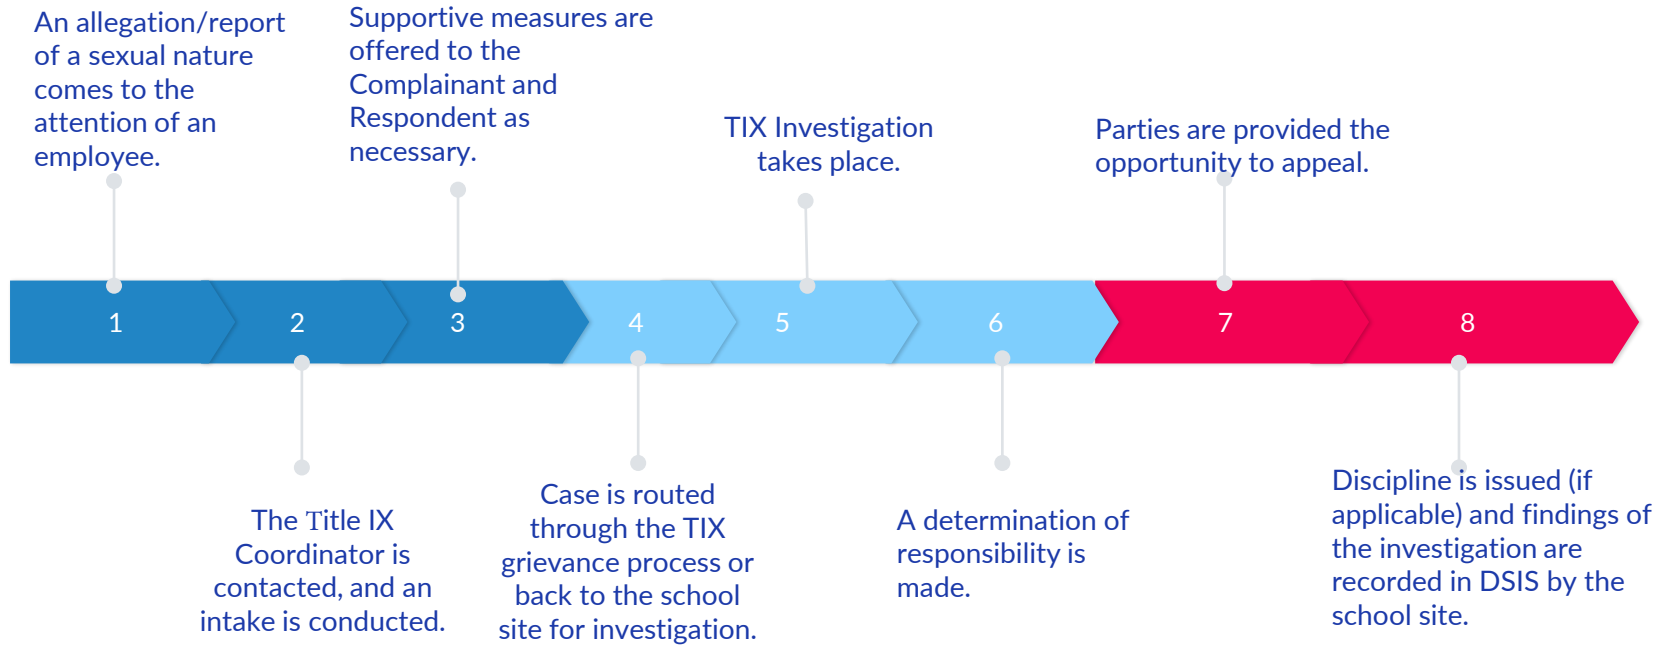 An allegation/report
of a sexual nature
comes to the
attention of an
employee.
Supportive measures are
offered to the
Complainant and
Respondent as
necessary.
TIX Investigation
takes place.
Parties are provided the
opportunity to appeal.
1
2
3
4
5
6
7
8
The Title IX
Coordinator is
contacted, and an
intake is conducted.
Case is routed
through the TIX
grievance process or
back to the school
site for investigation.
A determination of
responsibility is
made.
Discipline is issued (if
applicable) and findings of
the investigation are
recorded in DSIS by the
school site.